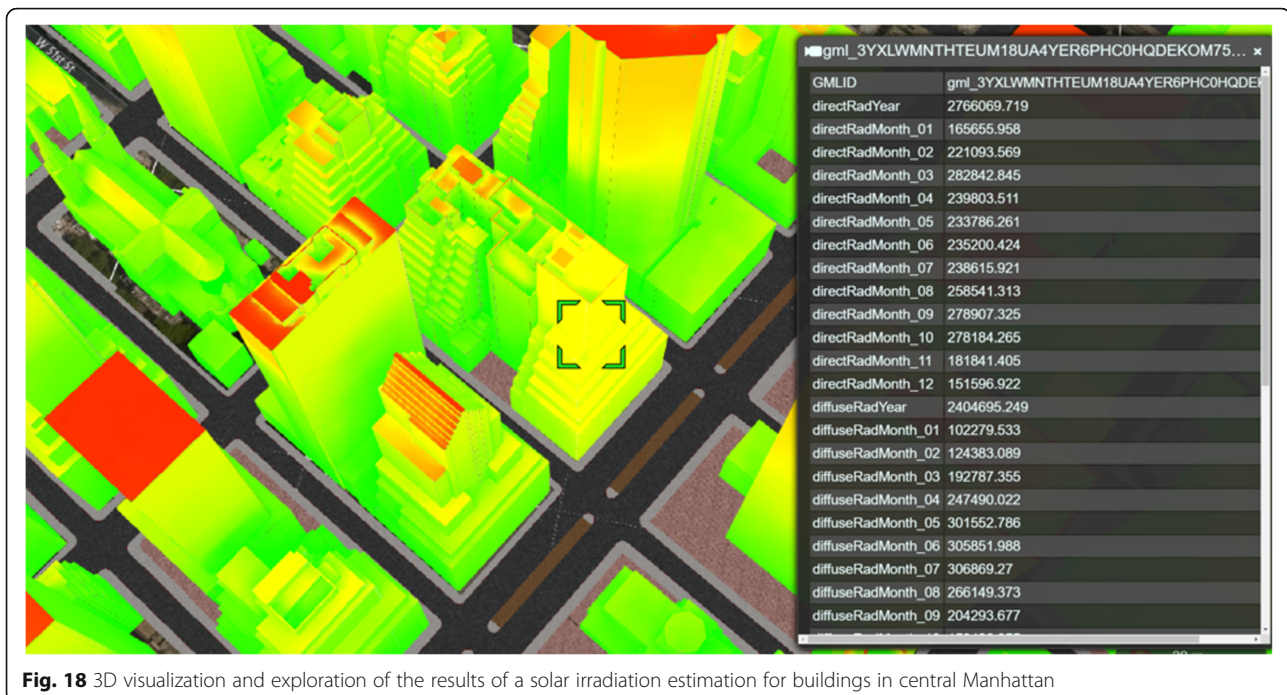 W 51st St
gml_3YXLWMNTHTEUM18UA4YER6PHC0HQDEKOM75... ×
GMLID gml_3YXLWMNTHTEUM18UA4YER6PHC0HQDEK
directRadYear 2766069.719
directRadMonth_01 165655.958
directRadMonth_02 221093.569
directRadMonth_03 282842.845
directRadMonth_04 239803.511
directRadMonth_05 233786.261
directRadMonth_06 235200.424
directRadMonth_07 238615.921
directRadMonth_08 258541.313
directRadMonth_09 278907.325
directRadMonth_10 278184.265
directRadMonth_11 181841.405
directRadMonth_12 151596.922
diffuseRadYear 2404695.249
diffuseRadMonth_01 102279.533
diffuseRadMonth_02 124383.089
diffuseRadMonth_03 192787.355
diffuseRadMonth_04 247490.022
diffuseRadMonth_05 301552.786
diffuseRadMonth_06 305851.988
diffuseRadMonth_07 306869.27
diffuseRadMonth_08 266149.373
diffuseRadMonth_09 204293.677
Fig. 18 3D visualization and exploration of the results of a solar irradiation estimation for buildings in central Manhattan